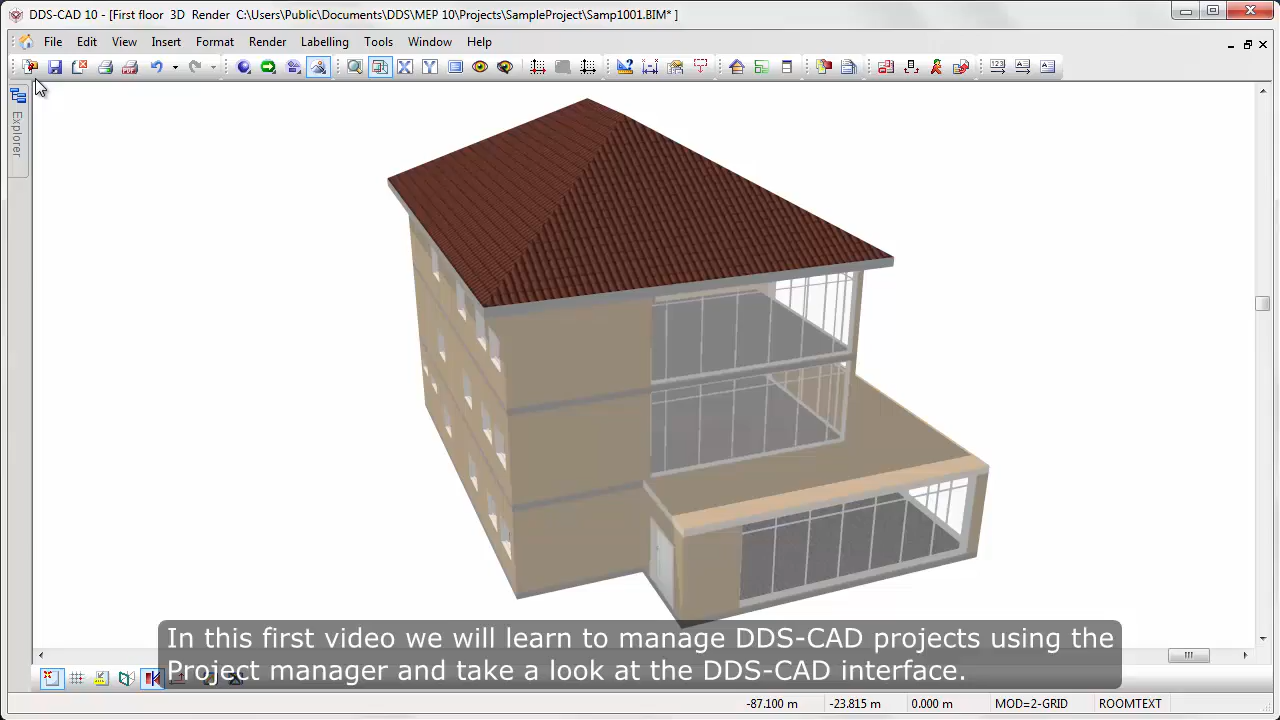 DDS-CAD 10 - [First floor  3D  Render C:\Users\Public\Documents\DDS\MEP 10\Projects\SampleProject\Samp1001.BIM* ]
File Edit View Insert Format Render Labelling Tools Window Help
Explorer
In this first video we will learn to manage DDS-CAD projects using the
Project manager and take a look at the DDS-CAD interface.
-87.100 m -23.815 m 0.000 m MOD=2-GRID ROOMTEXT